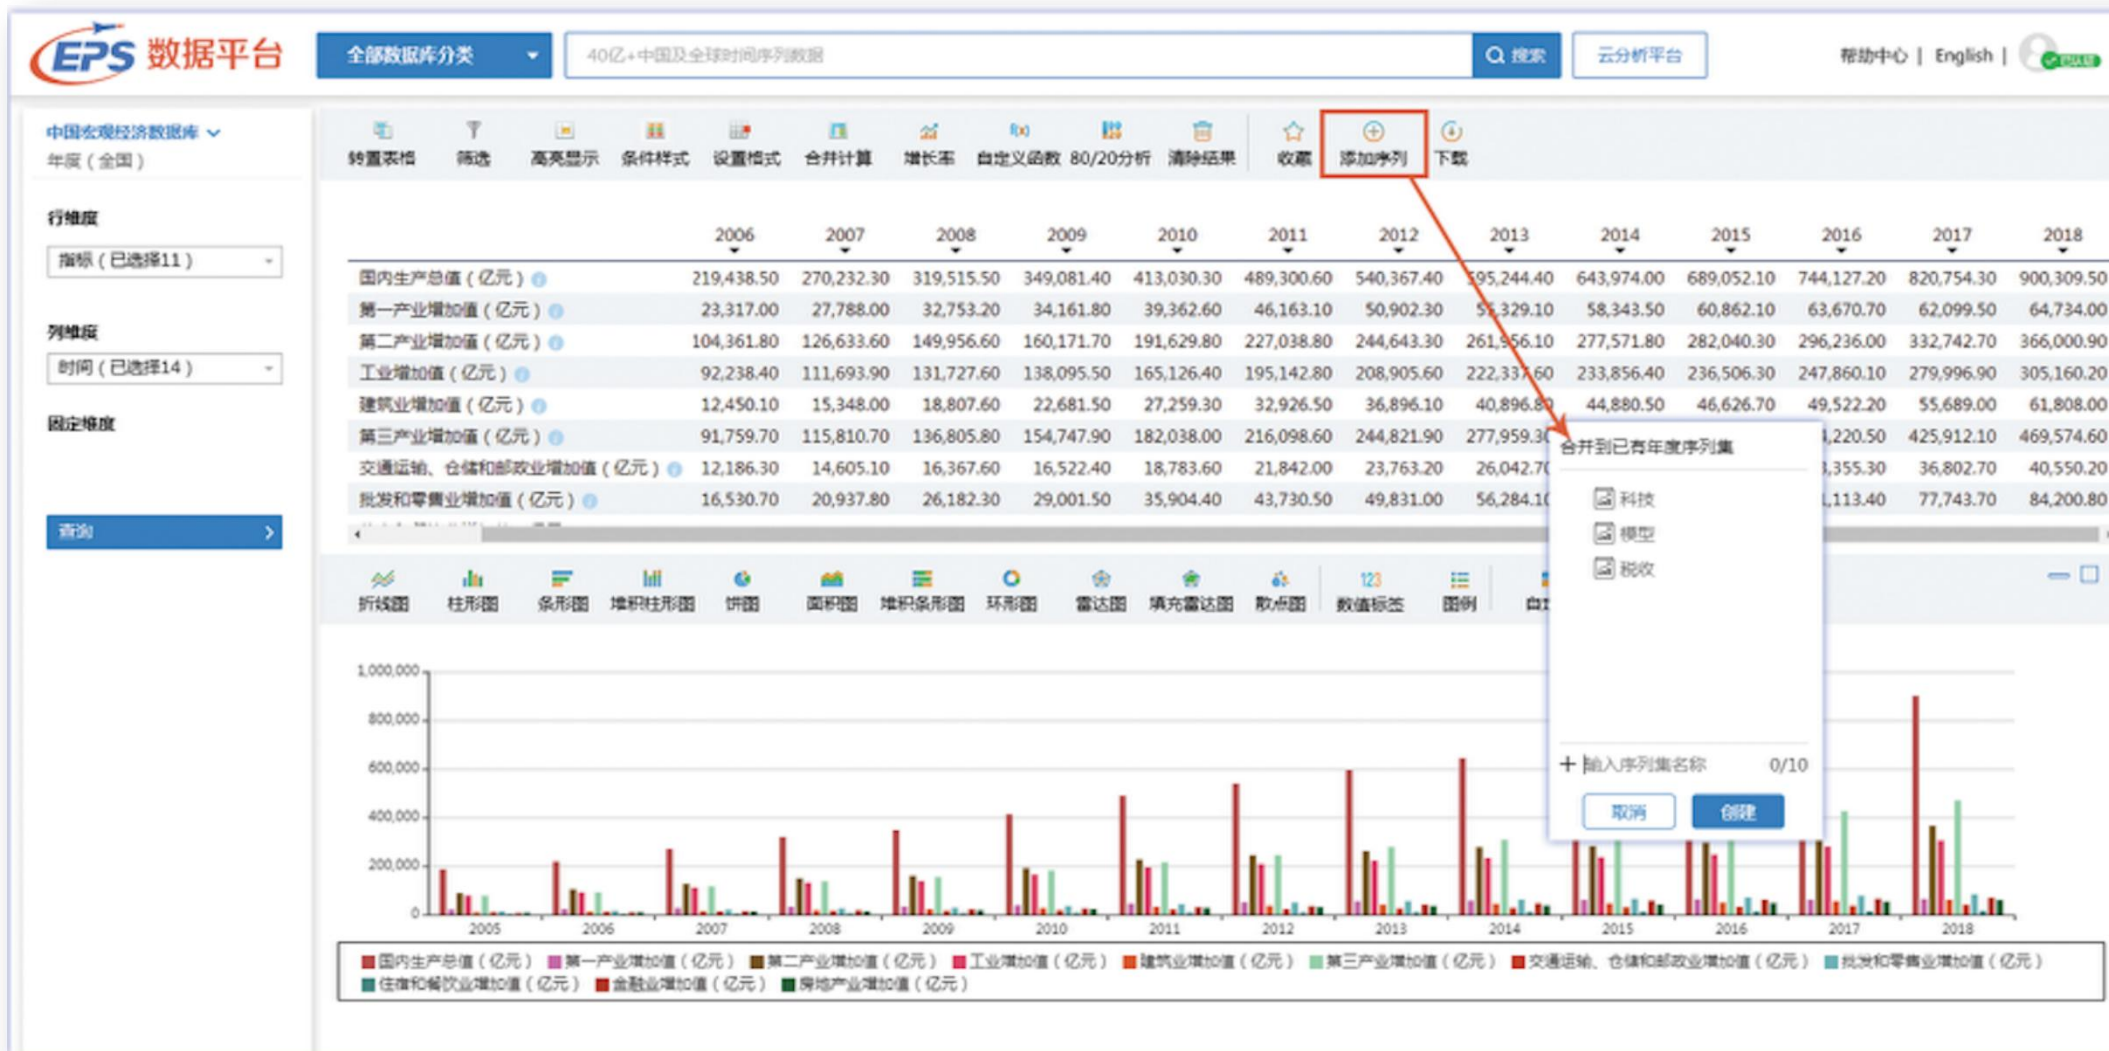 EPS 数据平台 全部数据库分类 40亿+中国及全球时间序列数据 搜索 云分析平台 帮助中心 | English | 已认证
中国宏观经济数据库
年度（全国）
行维度
指标（已选择11）
列维度
时间（已选择14）
固定维度
查询
转置表格 筛选 高亮显示 条件样式 设置格式 合并计算 增长率 自定义函数 80/20分析 清除结果 收藏 添加序列 下载
2006 2007 2008 2009 2010 2011 2012 2013 2014 2015 2016 2017 2018
国内生产总值（亿元） 219,438.50 270,232.30 319,515.50 349,081.40 413,030.30 489,300.60 540,367.40 595,244.40 643,974.00 689,052.10 744,127.20 820,754.30 900,309.50
第一产业增加值（亿元） 23,317.00 27,788.00 32,753.20 34,161.80 39,362.60 46,163.10 50,902.30 55,329.10 58,343.50 60,862.10 63,670.70 62,099.50 64,734.00
第二产业增加值（亿元） 104,361.80 126,633.60 149,956.60 160,171.70 191,629.80 227,038.80 244,643.30 261,956.10 277,571.80 282,040.30 296,236.00 332,742.70 366,000.90
工业增加值（亿元） 92,238.40 111,693.90 131,727.60 138,095.50 165,126.40 195,142.80 208,905.60 222,337.60 233,856.40 236,506.30 247,860.10 279,996.90 305,160.20
建筑业增加值（亿元） 12,450.10 15,348.00 18,807.60 22,681.50 27,259.30 32,926.50 36,896.10 40,896.80 44,880.50 46,626.70 49,522.20 55,689.00 61,808.00
第三产业增加值（亿元） 91,759.70 115,810.70 136,805.80 154,747.90 182,038.00 216,098.60 244,821.90 277,959.30 ,220.50 425,912.10 469,574.60
交通运输、仓储和邮政业增加值（亿元） 12,186.30 14,605.10 16,367.60 16,522.40 18,783.60 21,842.00 23,763.20 26,042.70 ,355.30 36,802.70 40,550.20
批发和零售业增加值（亿元） 16,530.70 20,937.80 26,182.30 29,001.50 35,904.40 43,730.50 49,831.00 56,284.10 ,113.40 77,743.70 84,200.80
合并到已有年度序列集
科技
模型
税收
+ 输入序列集名称 0/10
取消 创建
折线图 柱形图 条形图 堆积柱形图 饼图 面积图 堆积条形图 环形图 雷达图 填充雷达图 散点图 数值标签 图例
1,000,000
800,000
600,000
400,000
200,000
0
2005 2006 2007 2008 2009 2010 2011 2012 2013 2014 2015 2016 2017 2018
国内生产总值（亿元） 第一产业增加值（亿元） 第二产业增加值（亿元） 工业增加值（亿元） 建筑业增加值（亿元） 第三产业增加值（亿元） 交通运输、仓储和邮政业增加值（亿元） 批发和零售业增加值（亿元）
住宿和餐饮业增加值（亿元） 金融业增加值（亿元） 房地产业增加值（亿元）